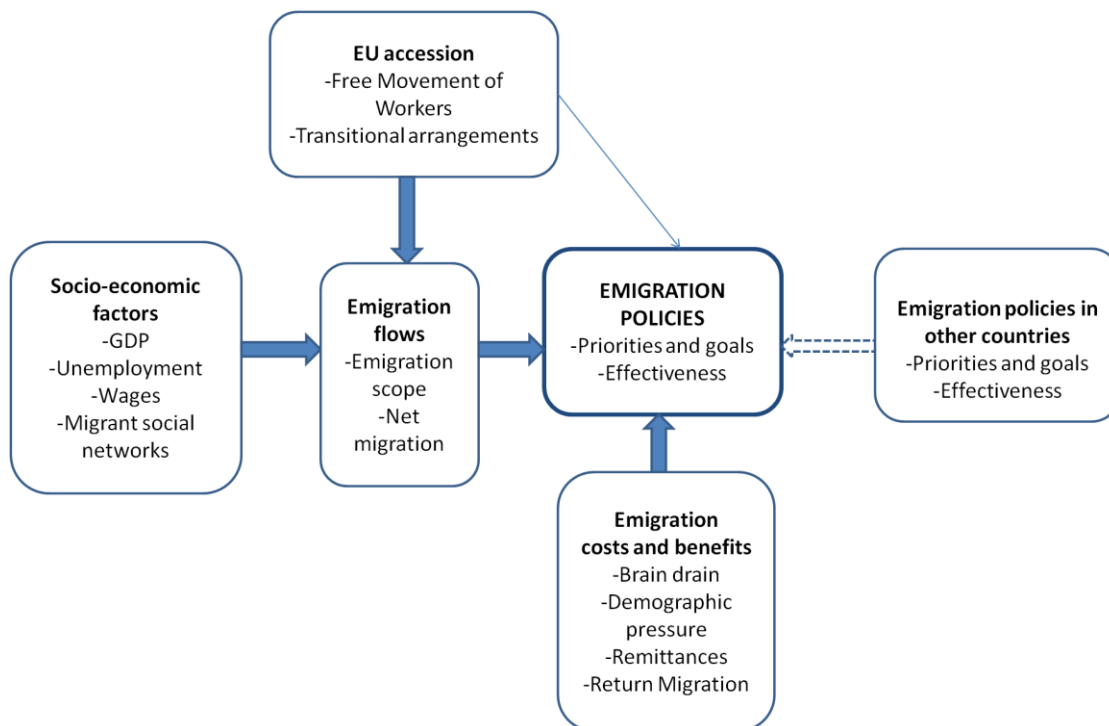 EU accession
-Free Movement of
Workers
-Transitional arrangements
Socio-economic
factors
-GDP
-Unemployment
-Wages
-Migrant social
networks
Emigration
flows
-Emigration
scope
-Net
migration
EMIGRATION
POLICIES
-Priorities and goals
-Effectiveness
Emigration policies in
other countries
-Priorities and goals
-Effectiveness
Emigration
costs and benefits
-Brain drain
-Demographic
pressure
-Remittances
-Return Migration